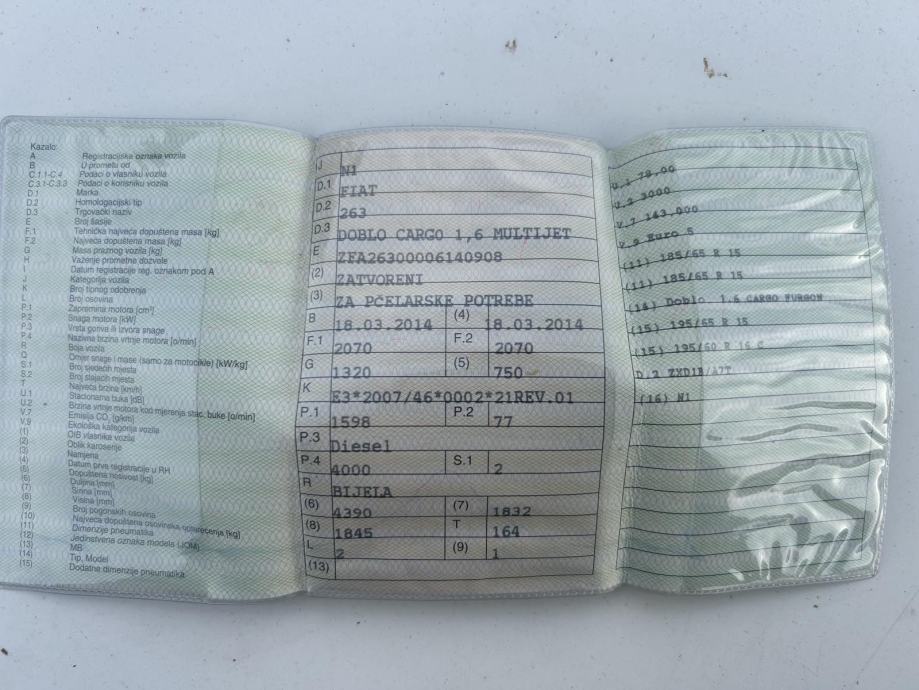 Kazalo:
A Registracijska oznaka vozila
B U prometu od
C.1.1-C.4 Podaci o vlasniku vozila
C.3.1-C.3.3 Podaci o korisniku vozila
D.1 Marka
D.2 Homologacijski tip
D.3 Trgovački naziv
E Broj šasije
F.1 Tehnička najveća dopuštena masa [kg]
F.2 Najveća dopuštena masa [kg]
G Masa praznog vozila [kg]
H Važenje prometne dozvole
I Datum registracije reg. oznakom pod A
J Kategorija vozila
K Broj tipnog odobrenja
L Broj osovina
P.1 Zapremina motora [cm³]
P.2 Snaga motora [kW]
P.3 Vrsta goriva ili izvora snage
P.4 Nazivna brzina vrtnje motora [o/min]
R Boja vozila
Q Omjer snage i mase (samo za motocikle) [kW/kg]
S.1 Broj sjedećih mjesta
S.2 Broj stajaćih mjesta
T Najveća brzina [km/h]
U.1 Stacionarna buka [dB]
U.2 Brzina vrtnje motora kod mjerenja stac. buke [o/min]
V.7 Emisija CO₂ [g/km]
V.9 Ekološka kategorija vozila
(1) OIB vlasnika vozila
(2) Oblik karoserije
(3) Namjena
(4) Datum prve registracije u RH
(5) Dopuštena nosivost [kg]
(6) Duljina [mm]
(7) Širina [mm]
(8) Visina [mm]
(9) Broj pogonskih osovina
(10) Najveća dopuštena osovinska opterećenja [kg]
(11) Dimenzije pneumatika
(12) Jedinstvena oznaka modela (JOM)
(13) MB
(14) Tip, Model
(15) Dodatne dimenzije pneumatika
J N1
D.1 FIAT
D.2 263
D.3 DOBLO CARGO 1,6 MULTIJET
E ZFA26300006140908
(2) ZATVORENI
(3) ZA PČELARSKE POTREBE
B 18.03.2014 (4) 18.03.2014
F.1 2070 F.2 2070
G 1320 (5) 750
K E3*2007/46*0002*21REV.01
P.1 1598 P.2 77
P.3 Diesel
P.4 4000 S.1 2
R BIJELA
(6) 4390 (7) 1832
(8) 1845 T 164
L 2 (9) 1
(13)
U.1 78,00
U.2 3000
V.7 163,000
V.9 Euro 5
(11) 185/65 R 15
(11) 185/65 R 15
(14) Doblo 1.6 CARGO FURGON
(15) 195/65 R 15
(15) 195/60 R 16 C
D.2 ZXD1B/A7T
(16) N1